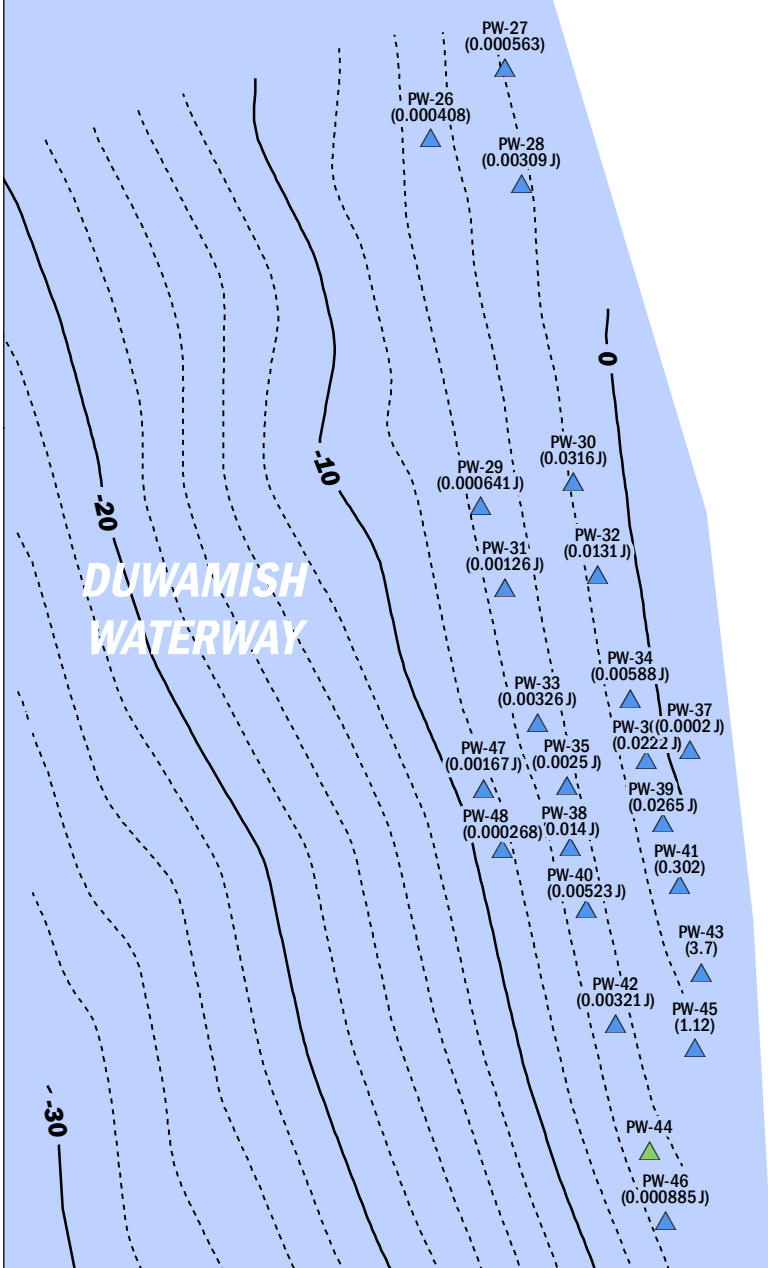 PW-27
(0.000563)
PW-26
(0.000408)
PW-28
(0.00309 J)
0
PW-30
(0.0316 J)
-10
PW-29
(0.000641 J)
-20
PW-32
(0.0131 J)
PW-31
(0.00126 J)
DUWAMISH
WATERWAY
PW-34
(0.00588 J)
PW-33
(0.00326 J)
PW-37
(0.0002 J)
(0.0222 J)
PW-47
(0.00167 J)
PW-35
(0.0025 J)
PW-39
(0.0265 J)
PW-48
(0.000268)
PW-38
(0.014 J)
PW-41
(0.302)
PW-40
(0.00523 J)
PW-43
(3.7)
PW-42
(0.00321 J)
PW-45
(1.12)
-30
PW-44
PW-46
(0.000885 J)